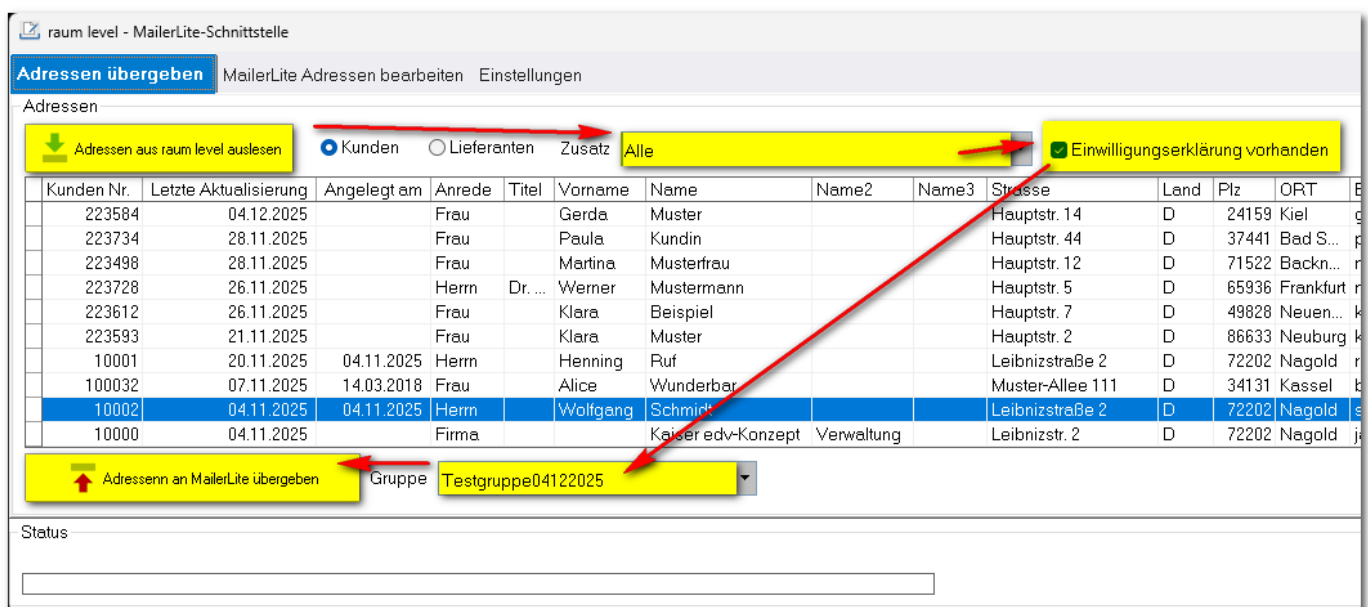 raum level - MailerLite-Schnittstelle
Adressen übergeben MailerLite Adressen bearbeiten Einstellungen
Adressen
Adressen aus raum level auslesen Kunden Lieferanten Zusatz Alle Einwilligungserklärung vorhanden
Kunden Nr. Letzte Aktualisierung Angelegt am Anrede Titel Vorname Name Name2 Name3 Strasse Land Plz ORT
223584 04.12.2025 Frau Gerda Muster Hauptstr. 14 D 24159 Kiel
223734 28.11.2025 Frau Paula Kundin Hauptstr. 44 D 37441 Bad S...
223498 28.11.2025 Frau Martina Musterfrau Hauptstr. 12 D 71522 Backn...
223728 26.11.2025 Herrn Dr. ... Werner Mustermann Hauptstr. 5 D 65936 Frankfurt
223612 26.11.2025 Frau Klara Beispiel Hauptstr. 7 D 49828 Neuen...
223593 21.11.2025 Frau Klara Muster Hauptstr. 2 D 86633 Neuburg
10001 20.11.2025 04.11.2025 Herrn Henning Ruf Leibnizstraße 2 D 72202 Nagold
100032 07.11.2025 14.03.2018 Frau Alice Wunderbar Muster-Allee 111 D 34131 Kassel
10002 04.11.2025 04.11.2025 Herrn Wolfgang Schmidt Leibnizstraße 2 D 72202 Nagold
10000 04.11.2025 Firma Kaiser edv-Konzept Verwaltung Leibnizstr. 2 D 72202 Nagold
Adressenn an MailerLite übergeben Gruppe Testgruppe04122025
Status